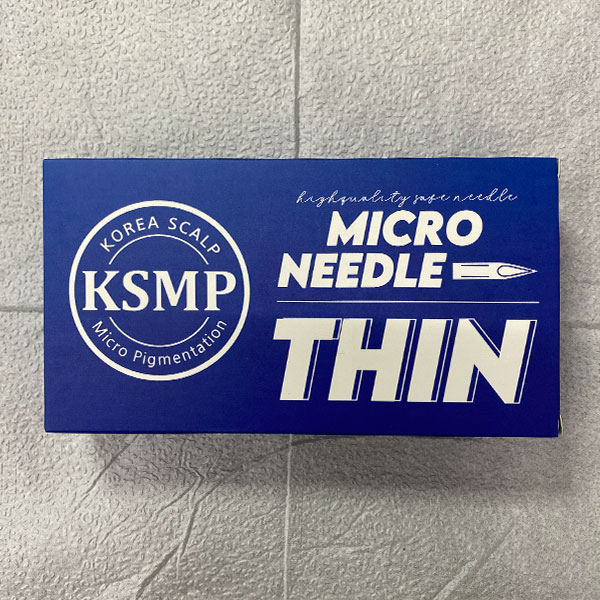 KOREA SCALP
KSMP
Micro Pigmentation
highquality safe needle
MICRO
NEEDLE
THIN